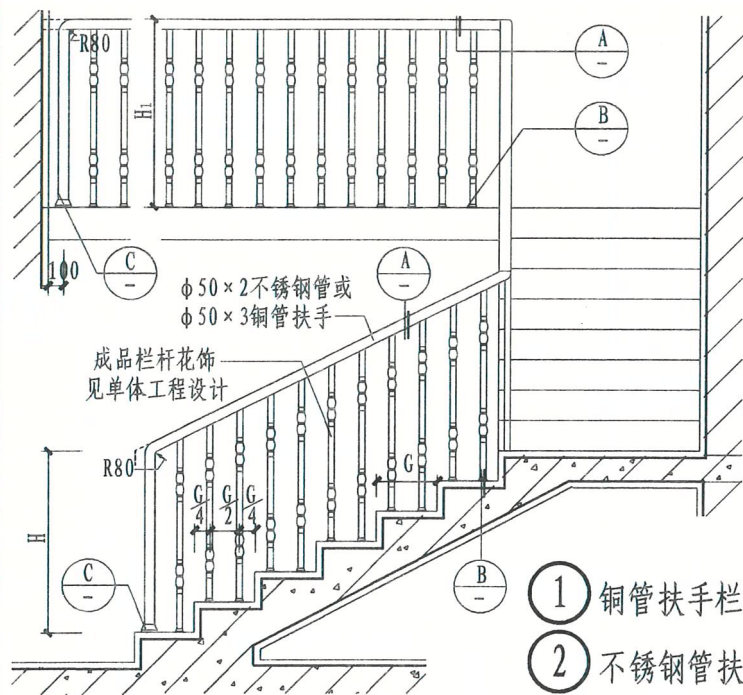 R80
A
–
H₁
B
–
C
–
100
A
–
φ50×2不锈钢管或
φ50×3铜管扶手
成品栏杆花饰
见单体工程设计
R80
G
G/4 G/2 G/4
H
C
–
B
–
1 铜管扶手栏
2 不锈钢管扶